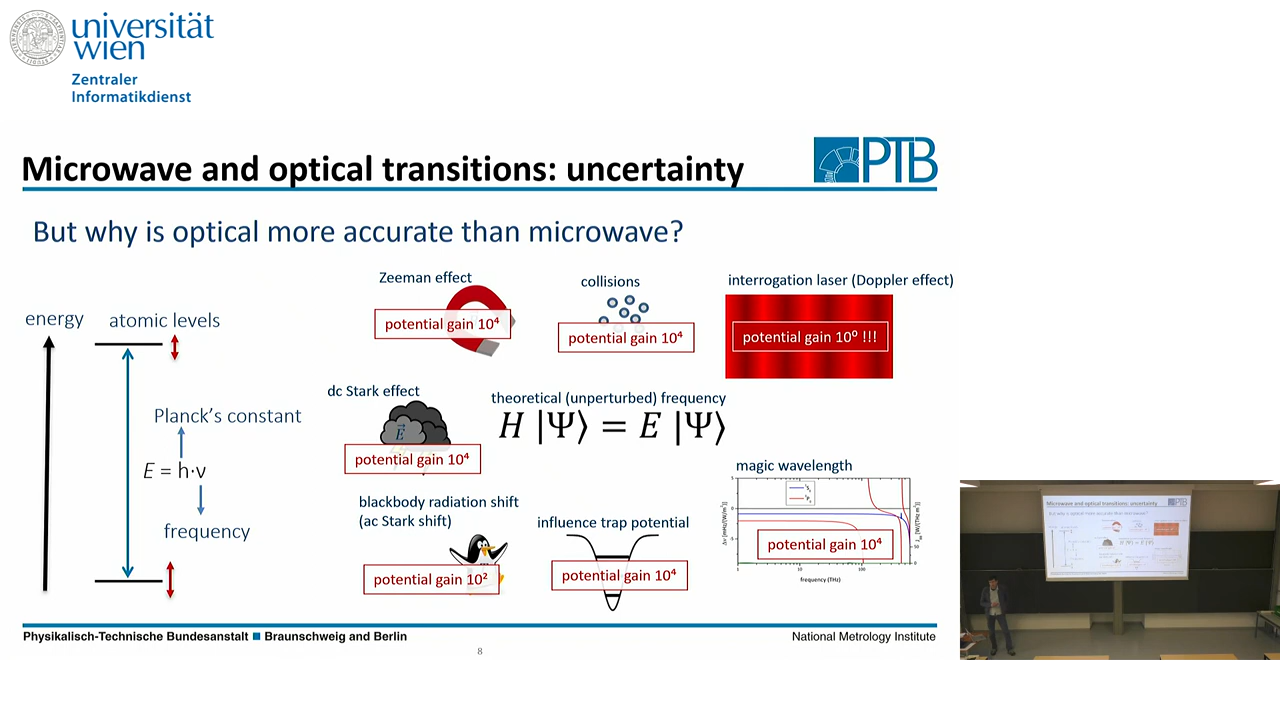 universität
wien
Zentraler
Informatikdienst
Microwave and optical transitions: uncertainty
PTB
But why is optical more accurate than microwave?
Zeeman effect
potential gain 10⁴
collisions
potential gain 10⁴
interrogation laser (Doppler effect)
potential gain 10⁰ !!!
energy
atomic levels
Planck's constant
E = h·ν
frequency
dc Stark effect
E⃗
potential gain 10⁴
theoretical (unperturbed) frequency
H |Ψ⟩ = E |Ψ⟩
blackbody radiation shift
(ac Stark shift)
potential gain 10²
influence trap potential
potential gain 10⁴
magic wavelength
potential gain 10⁴
frequency (THz)
Physikalisch-Technische Bundesanstalt ■ Braunschweig and Berlin
National Metrology Institute
8